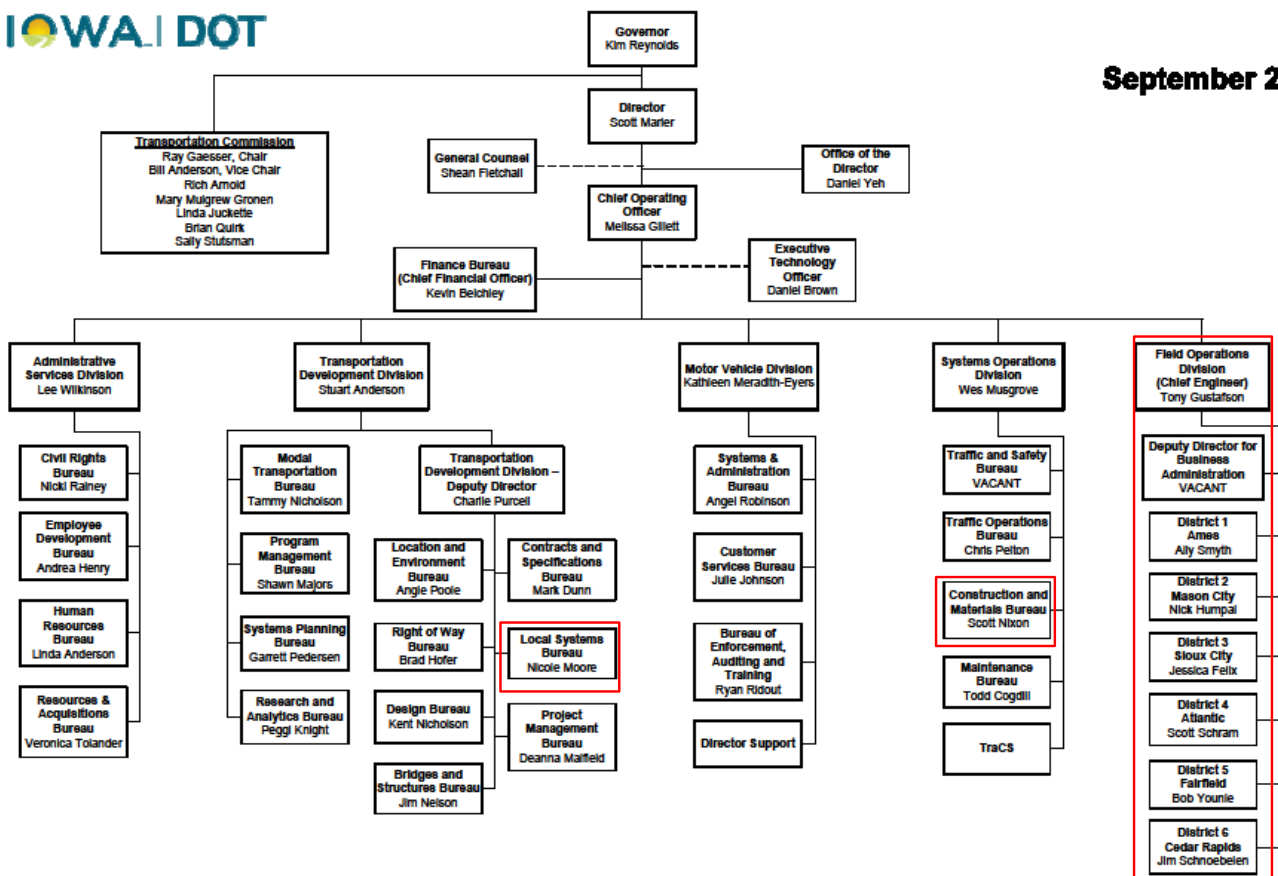 IOWA DOT
Governor
Kim Reynolds
September 2
Director
Scott Marler
Transportation Commission
Ray Gaesser, Chair
Bill Anderson, Vice Chair
Rich Arnold
Mary Mulgrew Gronen
Linda Juckette
Brian Quirk
Sally Stutsman
General Counsel
Shean Fletchall
Office of the
Director
Daniel Yeh
Chief Operating
Officer
Melissa Gillett
Finance Bureau
(Chief Financial Officer)
Kevin Belchley
Executive
Technology
Officer
Daniel Brown
Administrative
Services Division
Lee Wilkinson
Transportation
Development Division
Stuart Anderson
Motor Vehicle Division
Kathleen Meradith-Eyers
Systems Operations
Division
Wes Musgrove
Field Operations
Division
(Chief Engineer)
Tony Gustafson
Civil Rights
Bureau
Nicki Rainey
Employee
Development
Bureau
Andrea Henry
Human
Resources
Bureau
Linda Anderson
Resources &
Acquisitions
Bureau
Veronica Tolander
Modal
Transportation
Bureau
Tammy Nicholson
Program
Management
Bureau
Shawn Majors
Systems Planning
Bureau
Garrett Pedersen
Research and
Analytics Bureau
Peggi Knight
Transportation
Development Division –
Deputy Director
Charlie Purcell
Location and
Environment
Bureau
Angie Poole
Right of Way
Bureau
Brad Hofer
Design Bureau
Kent Nicholson
Bridges and
Structures Bureau
Jim Nelson
Contracts and
Specifications
Bureau
Mark Dunn
Local Systems
Bureau
Nicole Moore
Project
Management
Bureau
Deanna Maifield
Systems &
Administration
Bureau
Angel Robinson
Customer
Services Bureau
Julie Johnson
Bureau of
Enforcement,
Auditing and
Training
Ryan Ridout
Director Support
Traffic and Safety
Bureau
VACANT
Traffic Operations
Bureau
Chris Pelton
Construction and
Materials Bureau
Scott Nixon
Maintenance
Bureau
Todd Cogdill
TraCS
Deputy Director for
Business
Administration
VACANT
District 1
Ames
Ally Smyth
District 2
Mason City
Nick Humpal
District 3
Sioux City
Jessica Felix
District 4
Atlantic
Scott Schram
District 5
Fairfield
Bob Younie
District 6
Cedar Rapids
Jim Schnoebelen